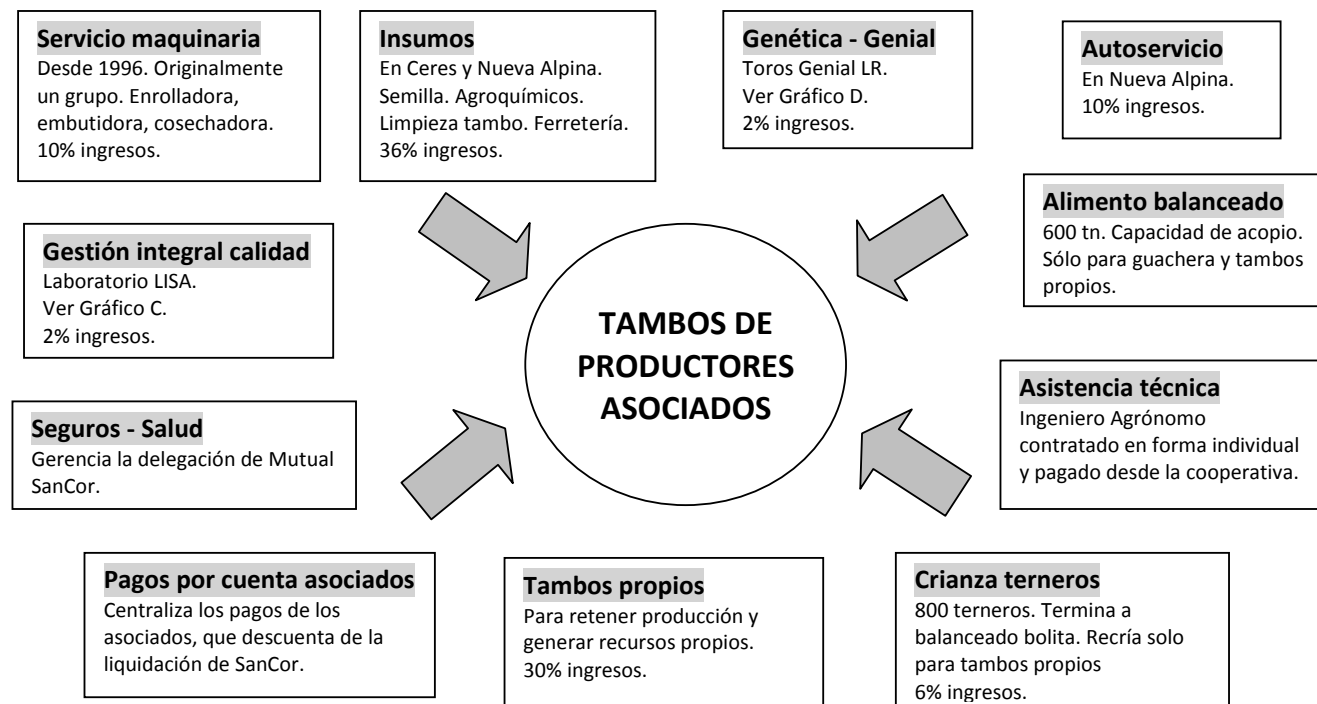 Servicio maquinaria
Desde 1996. Originalmente
un grupo. Enrolladora,
embutidora, cosechadora.
10% ingresos.
Insumos
En Ceres y Nueva Alpina.
Semilla. Agroquímicos.
Limpieza tambo. Ferretería.
36% ingresos.
Genética - Genial
Toros Genial LR.
Ver Gráfico D.
2% ingresos.
Autoservicio
En Nueva Alpina.
10% ingresos.
Gestión integral calidad
Laboratorio LISA.
Ver Gráfico C.
2% ingresos.
TAMBOS DE
PRODUCTORES
ASOCIADOS
Alimento balanceado
600 tn. Capacidad de acopio.
Sólo para guachera y tambos
propios.
Seguros - Salud
Gerencia la delegación de Mutual
SanCor.
Asistencia técnica
Ingeniero Agrónomo
contratado en forma individual
y pagado desde la cooperativa.
Pagos por cuenta asociados
Centraliza los pagos de los
asociados, que descuenta de la
liquidación de SanCor.
Tambos propios
Para retener producción y
generar recursos propios.
30% ingresos.
Crianza terneros
800 terneros. Termina a
balanceado bolita. Recría solo
para tambos propios
6% ingresos.